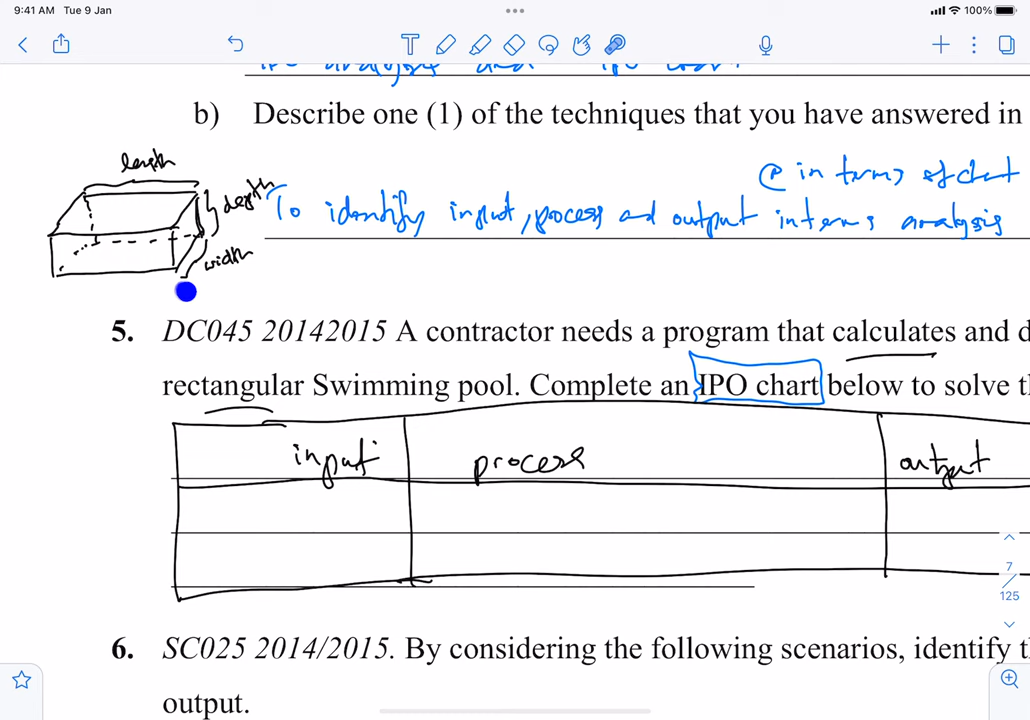 9:41 AM Tue 9 Jan
100%
b) Describe one (1) of the techniques that you have answered in
length
depth
width
in terms of chart
To identify input, process and output in terms analysis
5. DC045 20142015 A contractor needs a program that calculates and d
rectangular Swimming pool. Complete an IPO chart below to solve t
input process output
7
125
6. SC025 2014/2015. By considering the following scenarios, identify t
output.